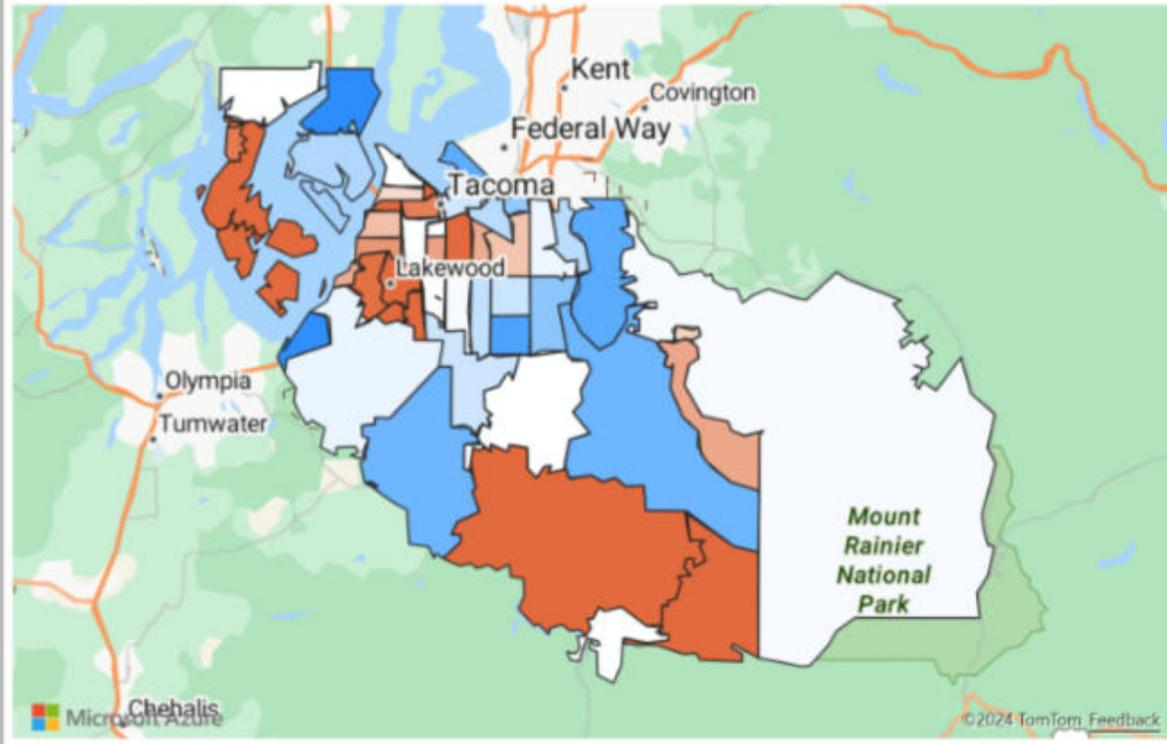 Kent
Covington
Federal Way
Tacoma
Lakewood
Olympia
Tumwater
Mount
Rainier
National
Park
Chehalis
Microsoft Azure
©2024 TomTom Feedback